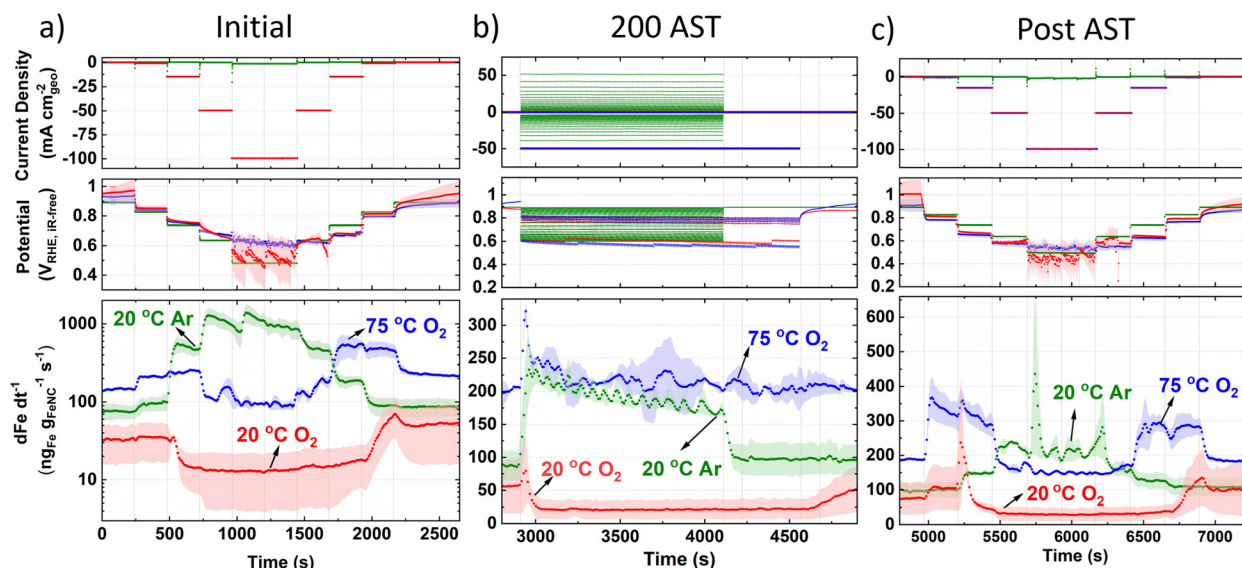 a) Initial
b) 200 AST
c) Post AST
Current Density
(mA cm⁻²geo)
0
-25
-50
-75
-100
50
0
-50
0
-50
-100
Potential
(V RHE, iR-free)
1
0.8
0.6
0.4
1
0.8
0.6
0.4
0.2
1
0.8
0.6
0.4
0.2
dFe dt⁻¹
(ng Fe g FeNC⁻¹ s⁻¹)
1000
100
10
20 °C Ar
75 °C O₂
20 °C O₂
0 500 1000 1500 2000 2500
Time (s)
300
250
200
150
100
50
0
75 °C O₂
20 °C O₂
20 °C Ar
3000 3500 4000 4500
Time (s)
600
500
400
300
200
100
0
20 °C Ar
75 °C O₂
20 °C O₂
5000 5500 6000 6500 7000
Time (s)